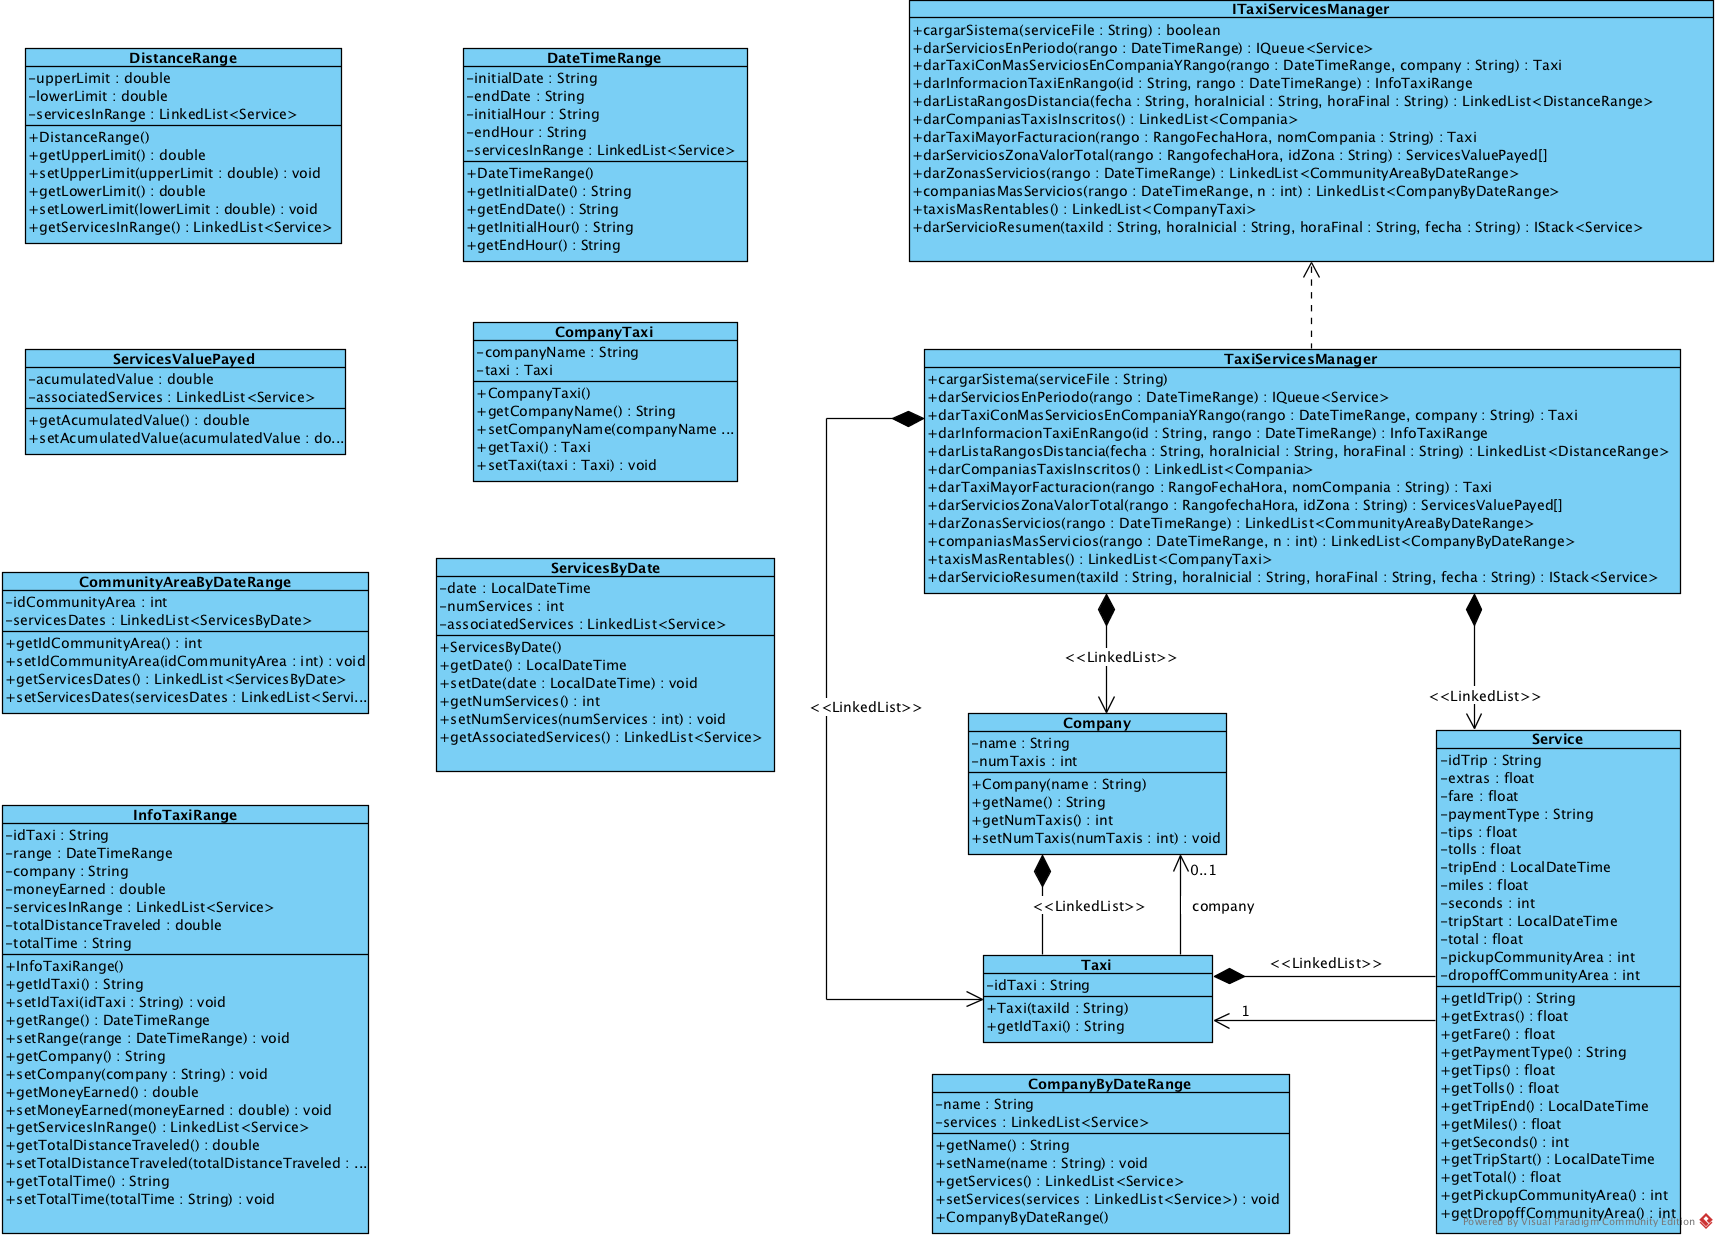 DistanceRange
-upperLimit : double
-lowerLimit : double
-servicesInRange : LinkedList<Service>
+DistanceRange()
+getUpperLimit() : double
+setUpperLimit(upperLimit : double) : void
+getLowerLimit() : double
+setLowerLimit(lowerLimit : double) : void
+getServicesInRange() : LinkedList<Service>
DateTimeRange
-initialDate : String
-endDate : String
-initialHour : String
-endHour : String
-servicesInRange : LinkedList<Service>
+DateTimeRange()
+getInitialDate() : String
+getEndDate() : String
+getInitialHour() : String
+getEndHour() : String
ITaxiServicesManager
+cargarSistema(serviceFile : String) : boolean
+darServiciosEnPeriodo(rango : DateTimeRange) : IQueue<Service>
+darTaxiConMasServiciosEnCompaniaYRango(rango : DateTimeRange, company : String) : Taxi
+darInformacionTaxiEnRango(id : String, rango : DateTimeRange) : InfoTaxiRange
+darListaRangosDistancia(fecha : String, horaInicial : String, horaFinal : String) : LinkedList<DistanceRange>
+darCompaniasTaxisInscritos() : LinkedList<Compania>
+darTaxiMayorFacturacion(rango : RangoFechaHora, nomCompania : String) : Taxi
+darServiciosZonaValorTotal(rango : RangofechaHora, idZona : String) : ServicesValuePayed[]
+darZonasServicios(rango : DateTimeRange) : LinkedList<CommunityAreaByDateRange>
+companiasMasServicios(rango : DateTimeRange, n : int) : LinkedList<CompanyByDateRange>
+taxisMasRentables() : LinkedList<CompanyTaxi>
+darServicioResumen(taxiId : String, horaInicial : String, horaFinal : String, fecha : String) : IStack<Service>
ServicesValuePayed
-acumulatedValue : double
-associatedServices : LinkedList<Service>
+getAcumulatedValue() : double
+setAcumulatedValue(acumulatedValue : do...
CompanyTaxi
-companyName : String
-taxi : Taxi
+CompanyTaxi()
+getCompanyName() : String
+setCompanyName(companyName ...
+getTaxi() : Taxi
+setTaxi(taxi : Taxi) : void
TaxiServicesManager
+cargarSistema(serviceFile : String)
+darServiciosEnPeriodo(rango : DateTimeRange) : IQueue<Service>
+darTaxiConMasServiciosEnCompaniaYRango(rango : DateTimeRange, company : String) : Taxi
+darInformacionTaxiEnRango(id : String, rango : DateTimeRange) : InfoTaxiRange
+darListaRangosDistancia(fecha : String, horaInicial : String, horaFinal : String) : LinkedList<DistanceRange>
+darCompaniasTaxisInscritos() : LinkedList<Compania>
+darTaxiMayorFacturacion(rango : RangoFechaHora, nomCompania : String) : Taxi
+darServiciosZonaValorTotal(rango : RangofechaHora, idZona : String) : ServicesValuePayed[]
+darZonasServicios(rango : DateTimeRange) : LinkedList<CommunityAreaByDateRange>
+companiasMasServicios(rango : DateTimeRange, n : int) : LinkedList<CompanyByDateRange>
+taxisMasRentables() : LinkedList<CompanyTaxi>
+darServicioResumen(taxiId : String, horaInicial : String, horaFinal : String, fecha : String) : IStack<Service>
CommunityAreaByDateRange
-idCommunityArea : int
-servicesDates : LinkedList<ServicesByDate>
+getIdCommunityArea() : int
+setIdCommunityArea(idCommunityArea : int) : void
+getServicesDates() : LinkedList<ServicesByDate>
+setServicesDates(servicesDates : LinkedList<Servi...
ServicesByDate
-date : LocalDateTime
-numServices : int
-associatedServices : LinkedList<Service>
+ServicesByDate()
+getDate() : LocalDateTime
+setDate(date : LocalDateTime) : void
+getNumServices() : int
+setNumServices(numServices : int) : void
+getAssociatedServices() : LinkedList<Service>
<<LinkedList>>
<<LinkedList>>
<<LinkedList>>
Company
-name : String
-numTaxis : int
+Company(name : String)
+getName() : String
+getNumTaxis() : int
+setNumTaxis(numTaxis : int) : void
0..1
<<LinkedList>>
company
Taxi
-idTaxi : String
+Taxi(taxiId : String)
+getIdTaxi() : String
<<LinkedList>>
1
Service
-idTrip : String
-extras : float
-fare : float
-paymentType : String
-tips : float
-tolls : float
-tripEnd : LocalDateTime
-miles : float
-seconds : int
-tripStart : LocalDateTime
-total : float
-pickupCommunityArea : int
-dropoffCommunityArea : int
+getIdTrip() : String
+getExtras() : float
+getFare() : float
+getPaymentType() : String
+getTips() : float
+getTolls() : float
+getTripEnd() : LocalDateTime
+getMiles() : float
+getSeconds() : int
+getTripStart() : LocalDateTime
+getTotal() : float
+getPickupCommunityArea() : int
+getDropoffCommunityArea() : int
InfoTaxiRange
-idTaxi : String
-range : DateTimeRange
-company : String
-moneyEarned : double
-servicesInRange : LinkedList<Service>
-totalDistanceTraveled : double
-totalTime : String
+InfoTaxiRange()
+getIdTaxi() : String
+setIdTaxi(idTaxi : String) : void
+getRange() : DateTimeRange
+setRange(range : DateTimeRange) : void
+getCompany() : String
+setCompany(company : String) : void
+getMoneyEarned() : double
+setMoneyEarned(moneyEarned : double) : void
+getServicesInRange() : LinkedList<Service>
+getTotalDistanceTraveled() : double
+setTotalDistanceTraveled(totalDistanceTraveled : ...
+getTotalTime() : String
+setTotalTime(totalTime : String) : void
CompanyByDateRange
-name : String
-services : LinkedList<Service>
+getName() : String
+setName(name : String) : void
+getServices() : LinkedList<Service>
+setServices(services : LinkedList<Service>) : void
+CompanyByDateRange()
Powered By Visual Paradigm Community Edition